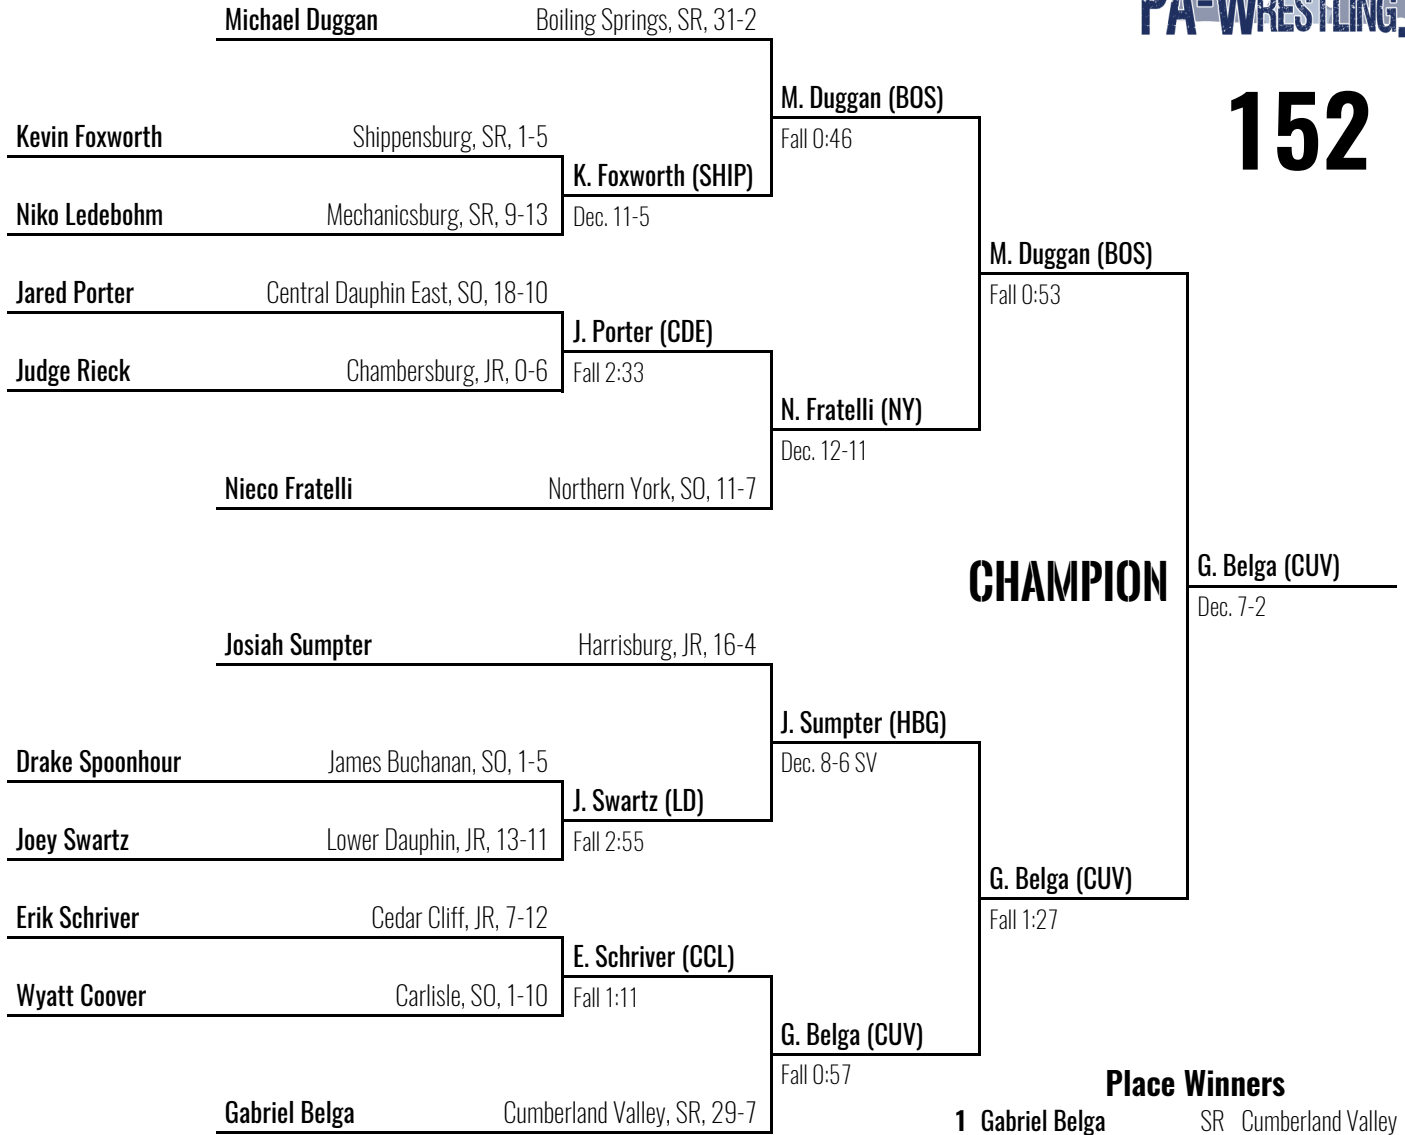 Michael Duggan Boiling Springs, SR, 31-2
PA-WRESTLING.
M. Duggan (BOS)
152
Kevin Foxworth Shippensburg, SR, 1-5
Fall 0:46
K. Foxworth (SHIP)
Niko Ledebohm Mechanicsburg, SR, 9-13
Dec. 11-5
M. Duggan (BOS)
Jared Porter Central Dauphin East, SO, 18-10
Fall 0:53
J. Porter (CDE)
Judge Rieck Chambersburg, JR, 0-6
Fall 2:33
N. Fratelli (NY)
Dec. 12-11
Nieco Fratelli Northern York, SO, 11-7
CHAMPION
G. Belga (CUV)
Dec. 7-2
Josiah Sumpter Harrisburg, JR, 16-4
J. Sumpter (HBG)
Drake Spoonhour James Buchanan, SO, 1-5
Dec. 8-6 SV
J. Swartz (LD)
Joey Swartz Lower Dauphin, JR, 13-11
Fall 2:55
G. Belga (CUV)
Erik Schriver Cedar Cliff, JR, 7-12
Fall 1:27
E. Schriver (CCL)
Wyatt Coover Carlisle, SO, 1-10
Fall 1:11
G. Belga (CUV)
Fall 0:57
Place Winners
Gabriel Belga Cumberland Valley, SR, 29-7
1 Gabriel Belga SR Cumberland Valley